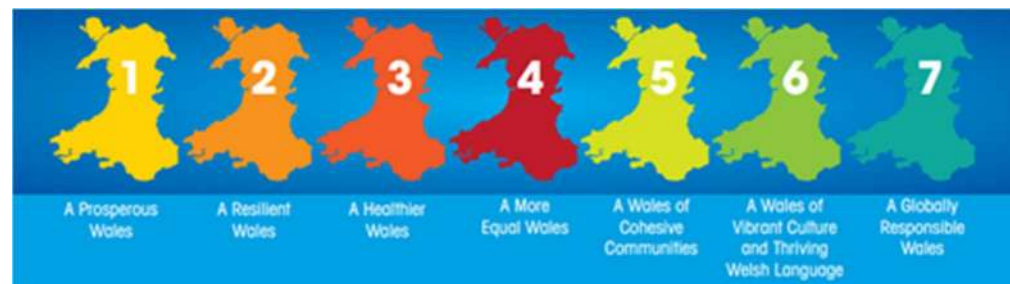 1
2
3
4
5
6
7
A Prosperous
Wales
A Resilient
Wales
A Healthier
Wales
A More
Equal Wales
A Wales of
Cohesive
Communities
A Wales of
Vibrant Culture
and Thriving
Welsh Language
A Globally
Responsible
Wales